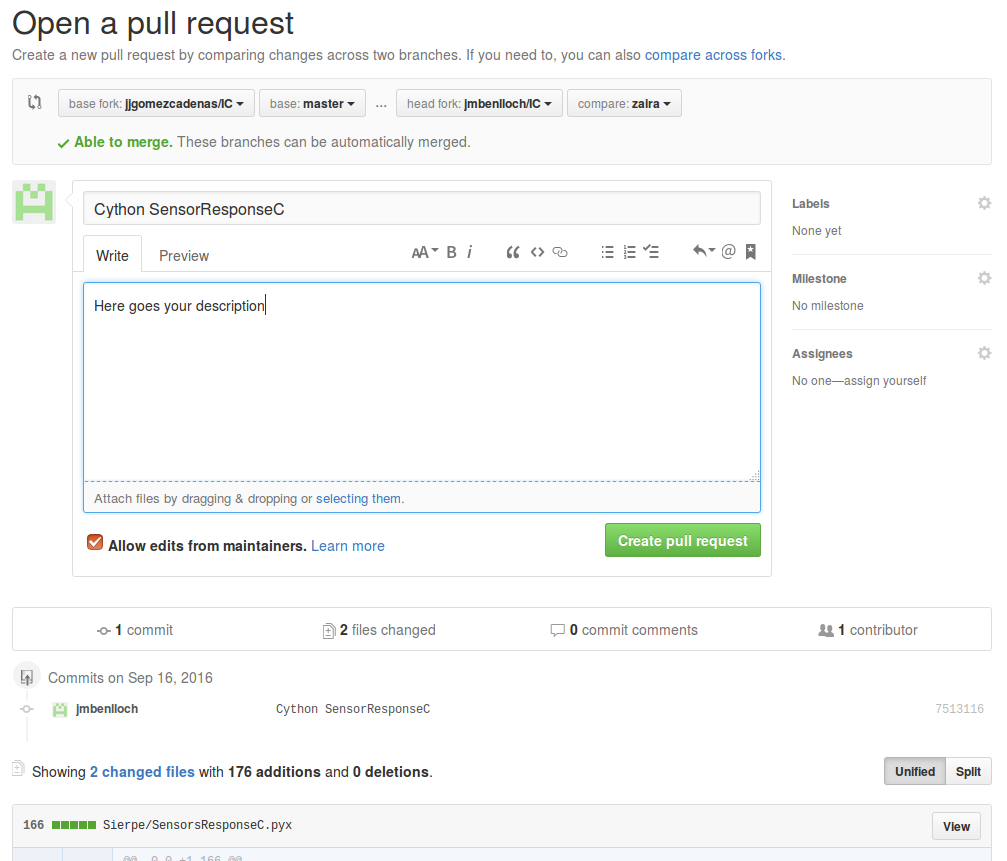 Open a pull request
Create a new pull request by comparing changes across two branches. If you need to, you can also compare across forks.
base fork: jjgomezcadenas/IC base: master ... head fork: jmbenlloch/IC compare: zaira
Able to merge. These branches can be automatically merged.
Cython SensorResponseC
Write Preview AA B i @
Here goes your description
Attach files by dragging & dropping or selecting them.
Allow edits from maintainers. Learn more
Create pull request
Labels
None yet
Milestone
No milestone
Assignees
No one—assign yourself
1 commit 2 files changed 0 commit comments 1 contributor
Commits on Sep 16, 2016
jmbenlloch Cython SensorResponseC 7513116
Showing 2 changed files with 176 additions and 0 deletions. Unified Split
166 Sierpe/SensorsResponseC.pyx View
@@ -0,0 +1,166 @@